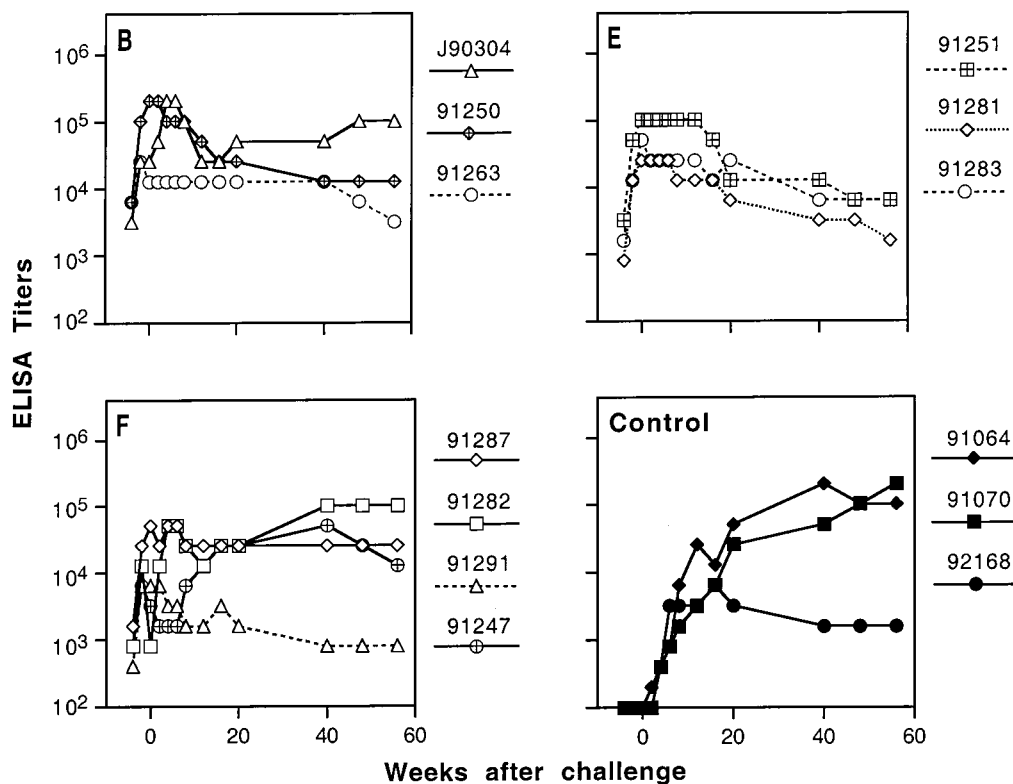 ELISA Titers
B
10⁶
10⁵
10⁴
10³
10²
J90304
91250
91263
E
91251
91281
91283
F
10⁶
10⁵
10⁴
10³
10²
0 20 40 60
91287
91282
91291
91247
Control
0 20 40 60
91064
91070
92168
Weeks after challenge